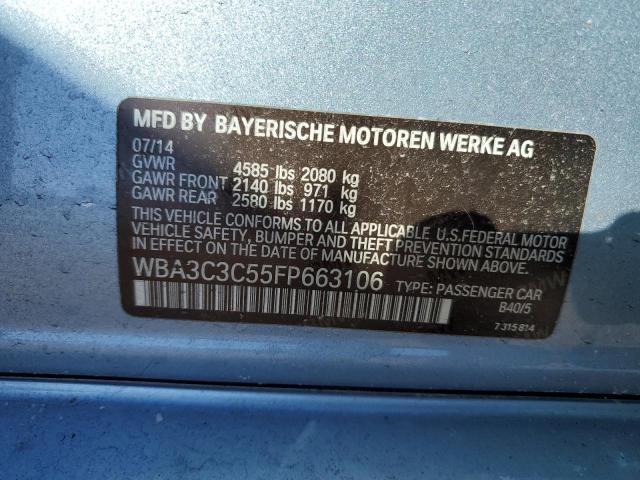 MFD BY BAYERISCHE MOTOREN WERKE AG
07/14
GVWR 4585 lbs 2080 kg
GAWR FRONT 2140 lbs 971 kg
GAWR REAR 2580 lbs 1170 kg
THIS VEHICLE CONFORMS TO ALL APPLICABLE U.S.FEDERAL MOTOR
VEHICLE SAFETY, BUMPER AND THEFT PREVENTION STANDARDS
IN EFFECT ON THE DATE OF MANUFACTURE SHOWN ABOVE.
WBA3C3C55FP663106 TYPE: PASSENGER CAR
B40/5
7 315 814